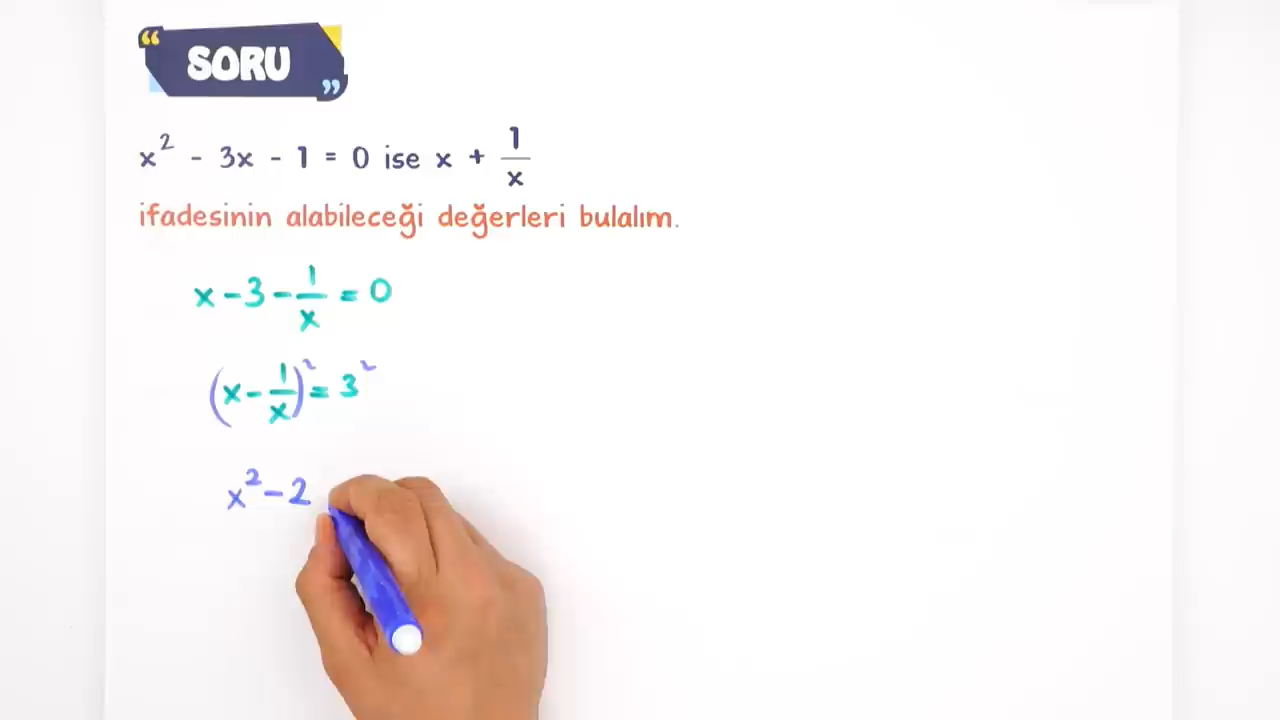 SORU
x² - 3x - 1 = 0 ise x + 1/x
ifadesinin alabileceği değerleri bulalım.
x - 3 - 1/x = 0
(x - 1/x)² = 3²
x² - 2